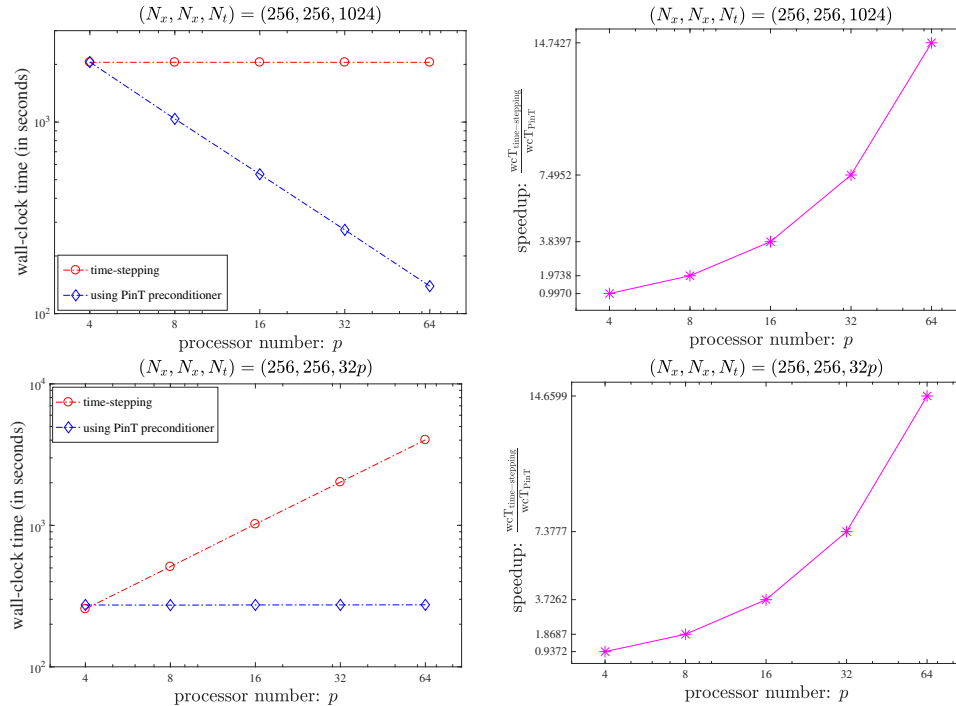 (N_x, N_x, N_t) = (256, 256, 1024)
wall-clock time (in seconds)
10^3
10^2
time-stepping
using PinT preconditioner
4 8 16 32 64
processor number: p
(N_x, N_x, N_t) = (256, 256, 1024)
speedup: wcT_time−stepping / wcT_PinT
14.7427
7.4952
3.8397
1.9738
0.9970
4 8 16 32 64
processor number: p
(N_x, N_x, N_t) = (256, 256, 32p)
wall-clock time (in seconds)
10^4
10^3
10^2
time-stepping
using PinT preconditioner
4 8 16 32 64
processor number: p
(N_x, N_x, N_t) = (256, 256, 32p)
speedup: wcT_time−stepping / wcT_PinT
14.6599
7.3777
3.7262
1.8687
0.9372
4 8 16 32 64
processor number: p